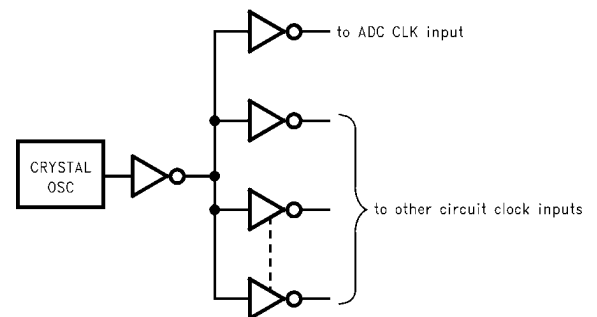 to ADC CLK input
CRYSTAL
OSC
to other circuit clock inputs